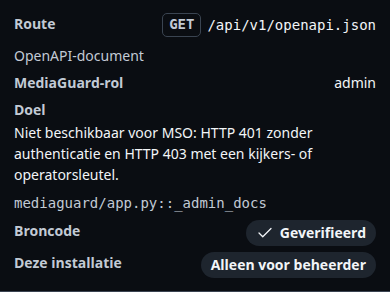 Route GET /api/v1/openapi.json
OpenAPI-document
MediaGuard-rol admin
Doel
Niet beschikbaar voor MSO: HTTP 401 zonder
authenticatie en HTTP 403 met een kijkers- of
operatorsleutel.
mediaguard/app.py::_admin_docs
Broncode ✓ Geverifieerd
Deze installatie Alleen voor beheerder